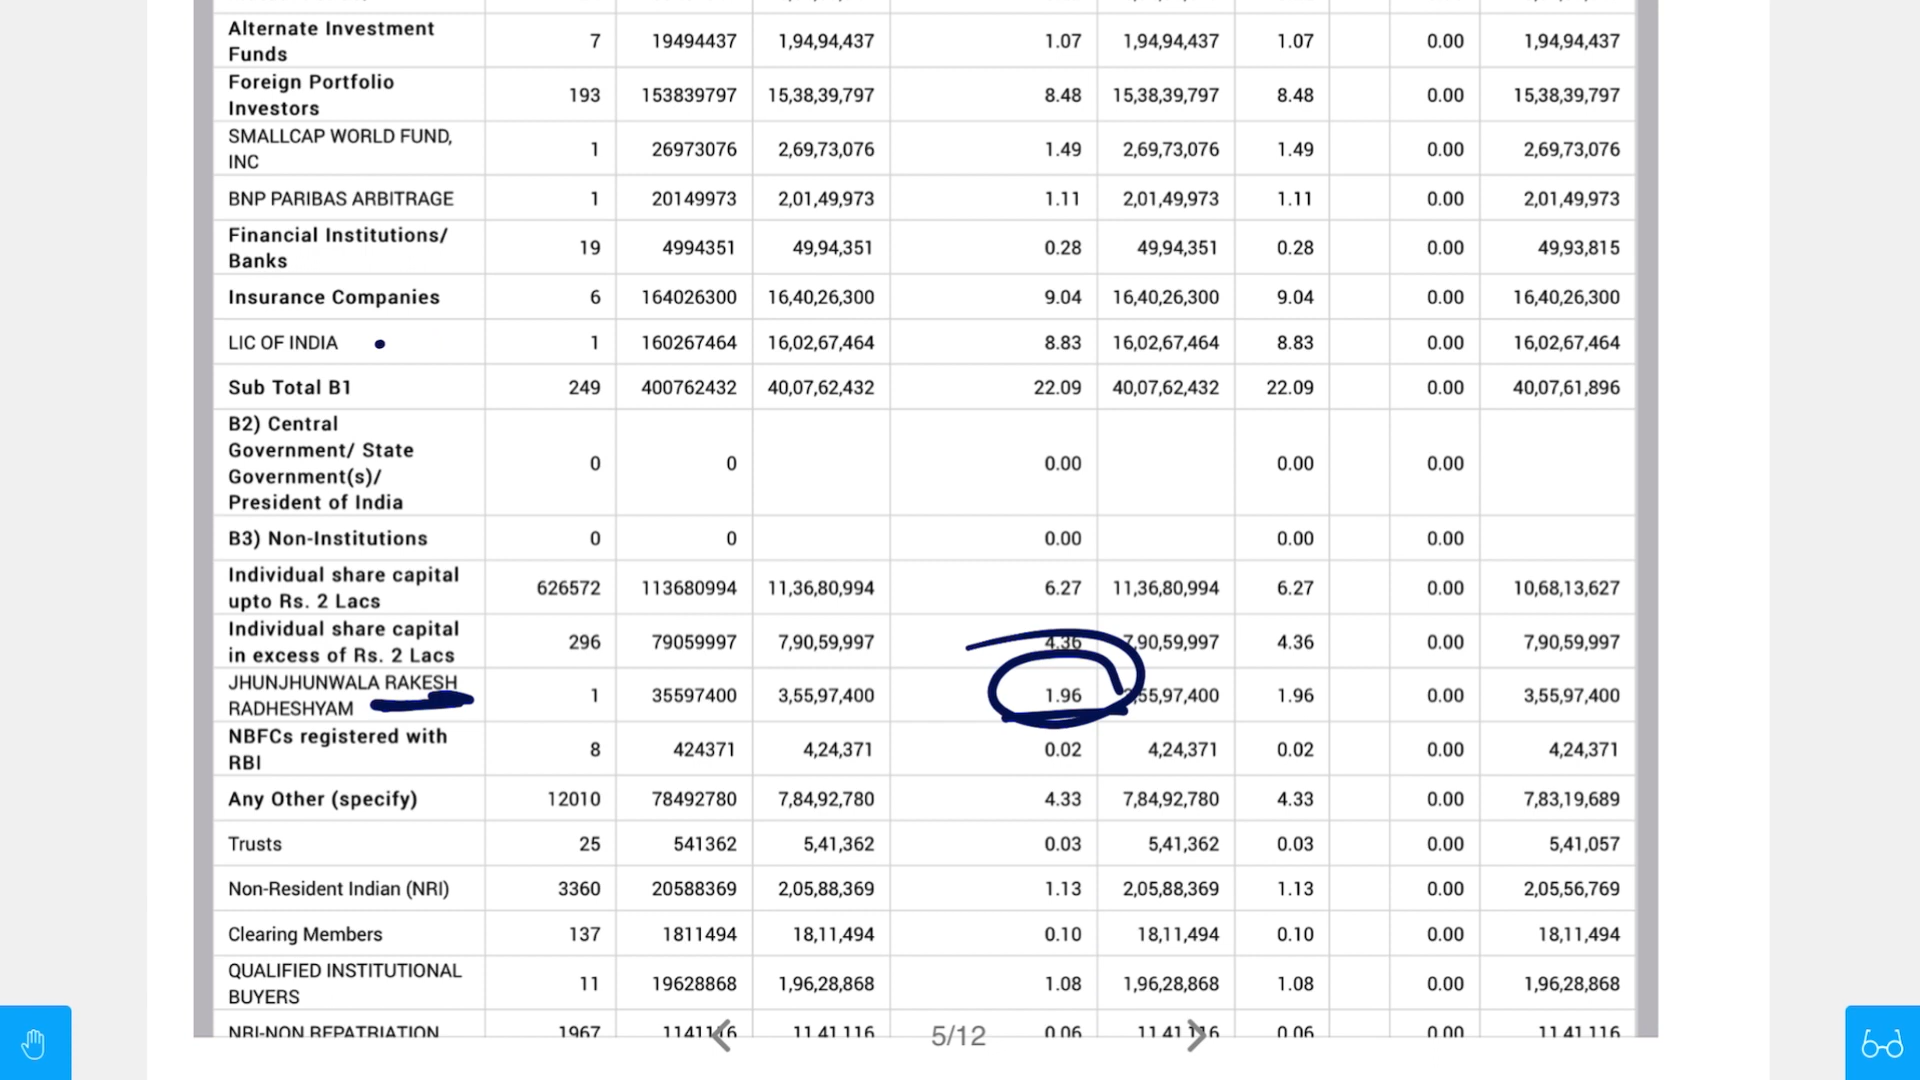 Alternate Investment
Funds 7 19494437 1,94,94,437 1.07 1,94,94,437 1.07 0.00 1,94,94,437
Foreign Portfolio
Investors 193 153839797 15,38,39,797 8.48 15,38,39,797 8.48 0.00 15,38,39,797
SMALLCAP WORLD FUND,
INC 1 26973076 2,69,73,076 1.49 2,69,73,076 1.49 0.00 2,69,73,076
BNP PARIBAS ARBITRAGE 1 20149973 2,01,49,973 1.11 2,01,49,973 1.11 0.00 2,01,49,973
Financial Institutions/
Banks 19 4994351 49,94,351 0.28 49,94,351 0.28 0.00 49,93,815
Insurance Companies 6 164026300 16,40,26,300 9.04 16,40,26,300 9.04 0.00 16,40,26,300
LIC OF INDIA 1 160267464 16,02,67,464 8.83 16,02,67,464 8.83 0.00 16,02,67,464
Sub Total B1 249 400762432 40,07,62,432 22.09 40,07,62,432 22.09 0.00 40,07,61,896
B2) Central
Government/ State
Government(s)/
President of India 0 0 0.00 0.00 0.00
B3) Non-Institutions 0 0 0.00 0.00 0.00
Individual share capital
upto Rs. 2 Lacs 626572 113680994 11,36,80,994 6.27 11,36,80,994 6.27 0.00 10,68,13,627
Individual share capital
in excess of Rs. 2 Lacs 296 79059997 7,90,59,997 4.36 7,90,59,997 4.36 0.00 7,90,59,997
JHUNJHUNWALA RAKESH
RADHESHYAM 1 35597400 3,55,97,400 1.96 1.96 0.00 3,55,97,400
NBFCs registered with
RBI 8 424371 4,24,371 0.02 4,24,371 0.02 0.00 4,24,371
Any Other (specify) 12010 78492780 7,84,92,780 4.33 7,84,92,780 4.33 0.00 7,83,19,689
Trusts 25 541362 5,41,362 0.03 5,41,362 0.03 0.00 5,41,057
Non-Resident Indian (NRI) 3360 20588369 2,05,88,369 1.13 2,05,88,369 1.13 0.00 2,05,56,769
Clearing Members 137 1811494 18,11,494 0.10 18,11,494 0.10 0.00 18,11,494
QUALIFIED INSTITUTIONAL
BUYERS 11 19628868 1,96,28,868 1.08 1,96,28,868 1.08 0.00 1,96,28,868
NRI-NON REPATRIATION 1967 11,41,116 0.06 0.06 0.00 11,41,116
5/12